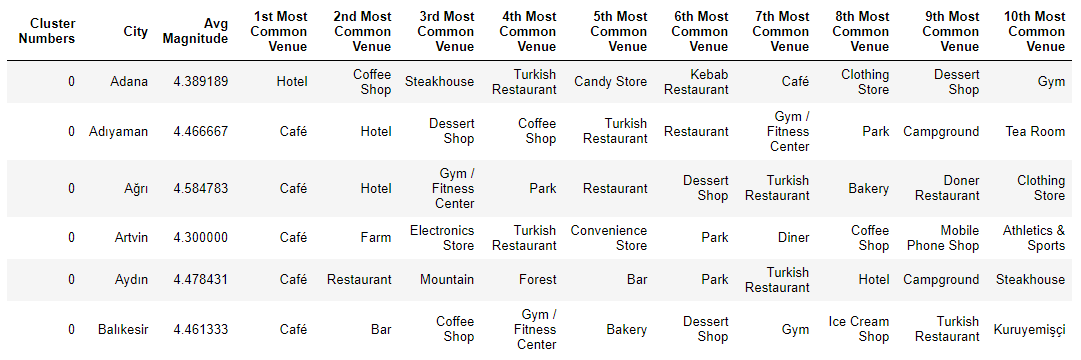 Cluster Numbers City Avg Magnitude 1st Most Common Venue 2nd Most Common Venue 3rd Most Common Venue 4th Most Common Venue 5th Most Common Venue 6th Most Common Venue 7th Most Common Venue 8th Most Common Venue 9th Most Common Venue 10th Most Common Venue
0 Adana 4.389189 Hotel Coffee Shop Steakhouse Turkish Restaurant Candy Store Kebab Restaurant Café Clothing Store Dessert Shop Gym
0 Adıyaman 4.466667 Café Hotel Dessert Shop Coffee Shop Turkish Restaurant Restaurant Gym / Fitness Center Park Campground Tea Room
0 Ağrı 4.584783 Café Hotel Gym / Fitness Center Park Restaurant Dessert Shop Turkish Restaurant Bakery Doner Restaurant Clothing Store
0 Artvin 4.300000 Café Farm Electronics Store Turkish Restaurant Convenience Store Park Diner Coffee Shop Mobile Phone Shop Athletics & Sports
0 Aydın 4.478431 Café Restaurant Mountain Forest Bar Park Turkish Restaurant Hotel Campground Steakhouse
0 Balıkesir 4.461333 Café Bar Coffee Shop Gym / Fitness Center Bakery Dessert Shop Gym Ice Cream Shop Turkish Restaurant Kuruyemişçi